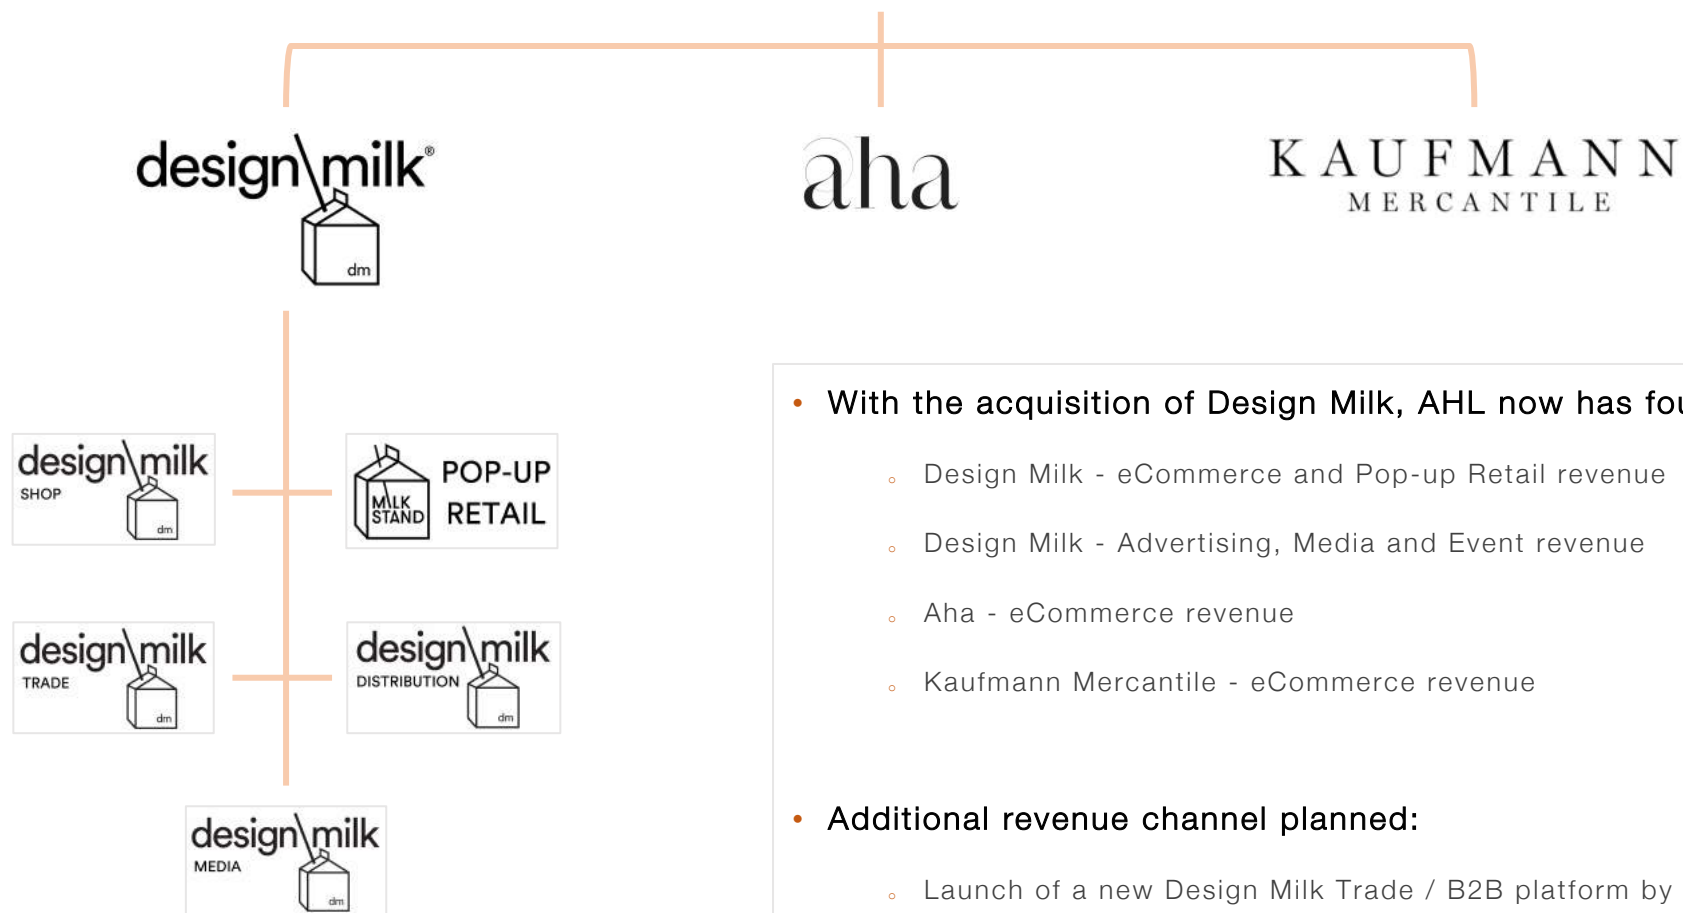 design milk®
dm
aha
KAUFMANN
MERCANTILE
design milk
SHOP
dm
MILK
STAND
POP-UP
RETAIL
design milk
TRADE
dm
design milk
DISTRIBUTION
dm
design milk
MEDIA
dm
• With the acquisition of Design Milk, AHL now has fou
◦ Design Milk - eCommerce and Pop-up Retail revenue
◦ Design Milk - Advertising, Media and Event revenue
◦ Aha - eCommerce revenue
◦ Kaufmann Mercantile - eCommerce revenue
• Additional revenue channel planned:
◦ Launch of a new Design Milk Trade / B2B platform by